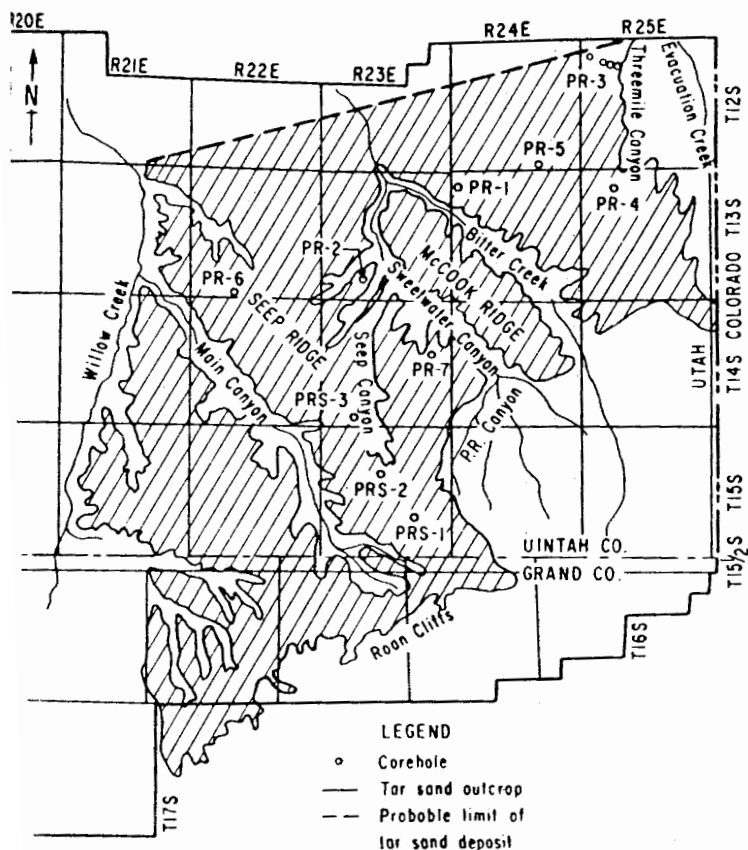 R20E
R21E
R22E
R23E
R24E
R25E
N
PR-3
Threemile Canyon
Evacuation Creek
T12S
PR-5
PR-1
PR-4
T13S
Bitter Creek
PR-2
McCOOK RIDGE
Sweetwater Canyon
PR-6
SEEP RIDGE
COLORADO
UTAH
Willow Creek
Main Canyon
Seep Canyon
PR-7
T14S
PRS-3
P.R. Canyon
PRS-2
T15S
PRS-1
UINTAH CO.
GRAND CO.
T15 1/2 S
Roan Cliffs
T16S
T17S
LEGEND
Corehole
Tar sand outcrop
Probable limit of
tar sand deposit